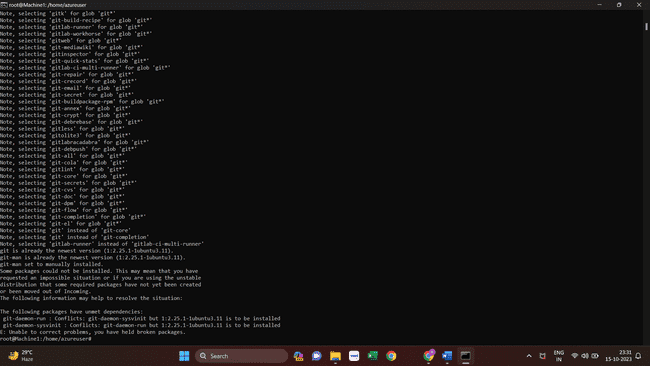 root@Machine1: /home/azureuser
Note, selecting 'gitk' for glob 'git*'
Note, selecting 'git-build-recipe' for glob 'git*'
Note, selecting 'gitlab-runner' for glob 'git*'
Note, selecting 'gitlab-workhorse' for glob 'git*'
Note, selecting 'gitweb' for glob 'git*'
Note, selecting 'git-mediawiki' for glob 'git*'
Note, selecting 'gitinspector' for glob 'git*'
Note, selecting 'git-quick-stats' for glob 'git*'
Note, selecting 'gitlab-ci-multi-runner' for glob 'git*'
Note, selecting 'git-repair' for glob 'git*'
Note, selecting 'git-crecord' for glob 'git*'
Note, selecting 'git-email' for glob 'git*'
Note, selecting 'git-secret' for glob 'git*'
Note, selecting 'git-buildpackage-rpm' for glob 'git*'
Note, selecting 'git-annex' for glob 'git*'
Note, selecting 'git-crypt' for glob 'git*'
Note, selecting 'git-debrebase' for glob 'git*'
Note, selecting 'gitless' for glob 'git*'
Note, selecting 'gitolite3' for glob 'git*'
Note, selecting 'gitlabracadabra' for glob 'git*'
Note, selecting 'git-debpush' for glob 'git*'
Note, selecting 'git-all' for glob 'git*'
Note, selecting 'git-cola' for glob 'git*'
Note, selecting 'gitlint' for glob 'git*'
Note, selecting 'git-core' for glob 'git*'
Note, selecting 'git-secrets' for glob 'git*'
Note, selecting 'git-cvs' for glob 'git*'
Note, selecting 'git-doc' for glob 'git*'
Note, selecting 'git-dpm' for glob 'git*'
Note, selecting 'git-flow' for glob 'git*'
Note, selecting 'git-completion' for glob 'git*'
Note, selecting 'git-el' for glob 'git*'
Note, selecting 'git' instead of 'git-core'
Note, selecting 'git' instead of 'git-completion'
Note, selecting 'gitlab-runner' instead of 'gitlab-ci-multi-runner'
git is already the newest version (1:2.25.1-1ubuntu3.11).
git-man is already the newest version (1:2.25.1-1ubuntu3.11).
git-man set to manually installed.
Some packages could not be installed. This may mean that you have
requested an impossible situation or if you are using the unstable
distribution that some required packages have not yet been created
or been moved out of Incoming.
The following information may help to resolve the situation:
The following packages have unmet dependencies:
git-daemon-run : Conflicts: git-daemon-sysvinit but 1:2.25.1-1ubuntu3.11 is to be installed
git-daemon-sysvinit : Conflicts: git-daemon-run but 1:2.25.1-1ubuntu3.11 is to be installed
E: Unable to correct problems, you have held broken packages.
root@Machine1:/home/azureuser#
29°C
Haze
Search
ENG
IN
23:31
15-10-2023